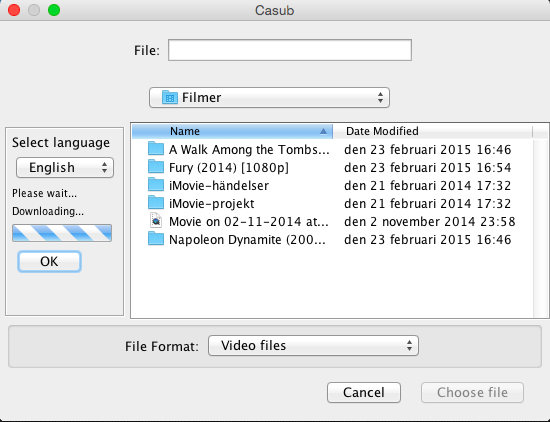 Casub
File:
Filmer
Select language
English
Please wait...
Downloading...
OK
Name Date Modified
A Walk Among the Tombs... den 23 februari 2015 16:46
Fury (2014) [1080p] den 23 februari 2015 16:54
iMovie-händelser den 21 februari 2014 17:32
iMovie-projekt den 21 februari 2014 17:32
Movie on 02-11-2014 at... den 2 november 2014 23:58
Napoleon Dynamite (200... den 23 februari 2015 16:46
File Format: Video files
Cancel Choose file